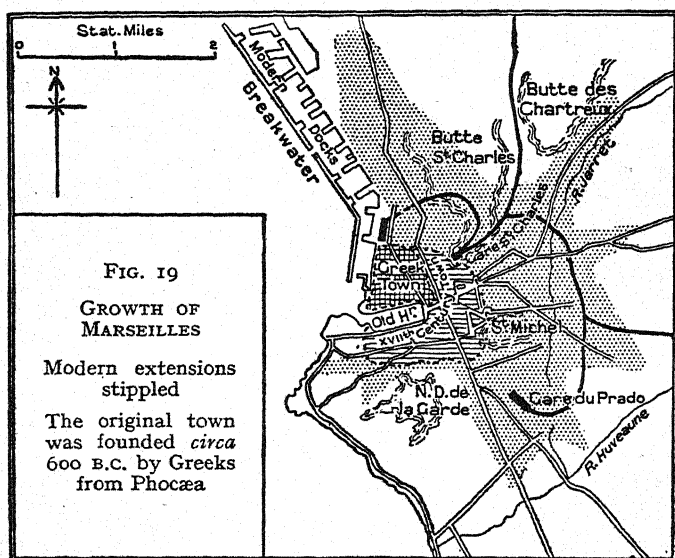 Stat. Miles
0 1 2
N
Modern
Docks
Breakwater
Butte des
Chartreux
Butte
St Charles
R. Jarret
Gare St Charles
Greek
Town
Old H.
XVIIth Cent.
Town
St Michel
N.D. de
la Garde
Gare du Prado
R. Huveaune
FIG. 19
GROWTH OF
MARSEILLES
Modern extensions
stippled
The original town
was founded circa
600 B.C. by Greeks
from Phocæa